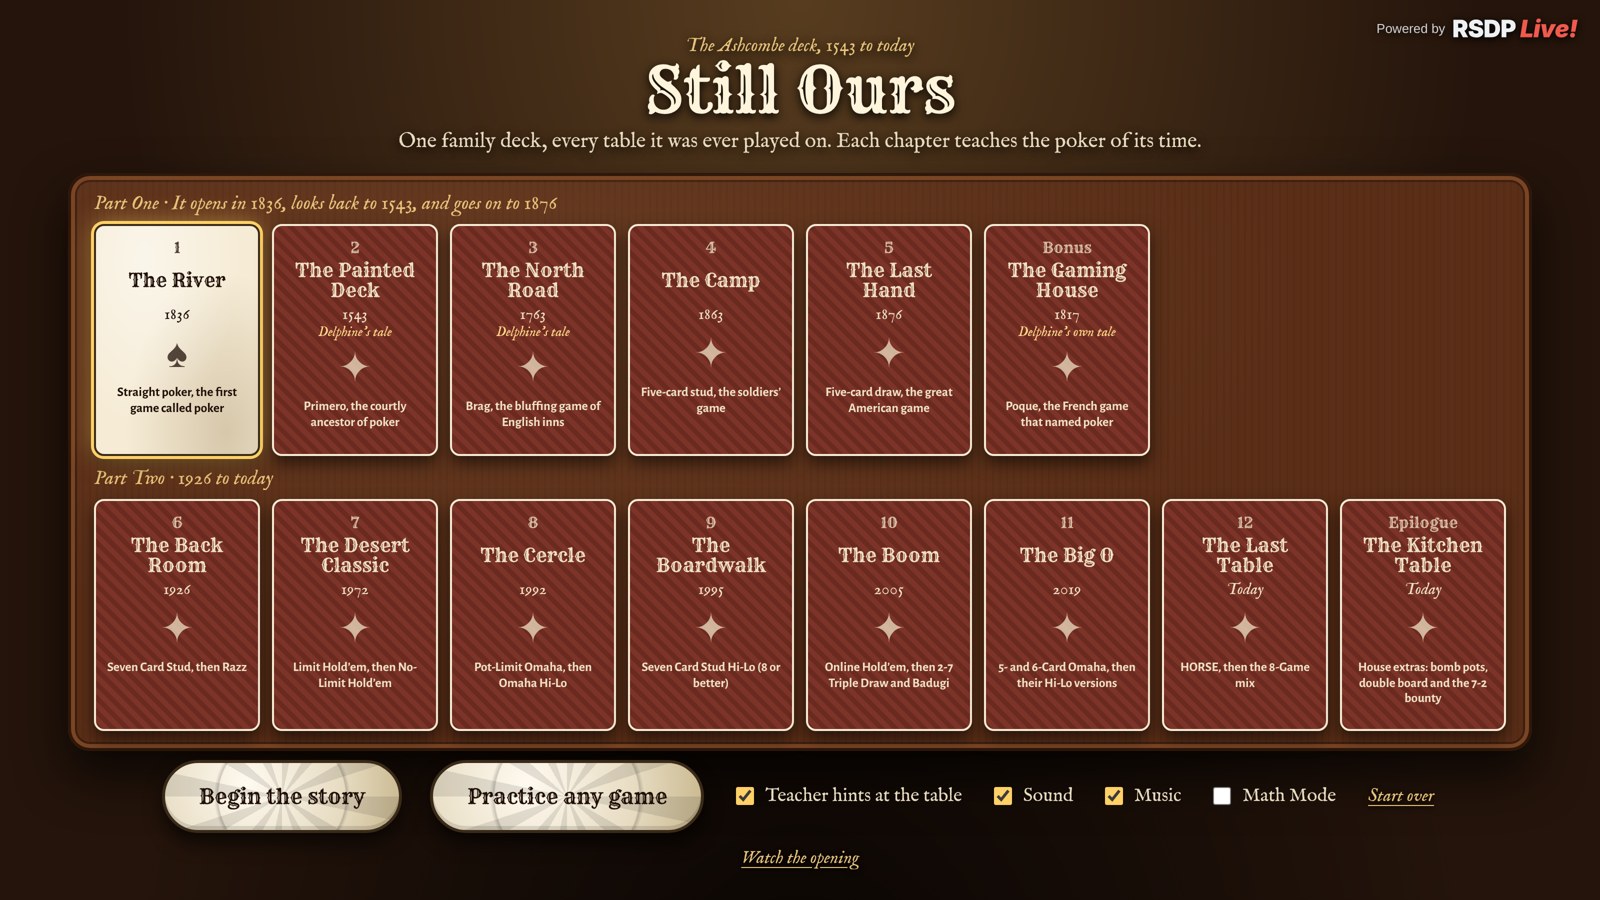 Powered by RSDP Live!
The Ashcombe deck, 1543 to today
Still Ours
One family deck, every table it was ever played on. Each chapter teaches the poker of its time.
Part One · It opens in 1836, looks back to 1543, and goes on to 1876
1
The River
1836
Straight poker, the first
game called poker
2
The Painted
Deck
1543
Delphine's tale
Primero, the courtly
ancestor of poker
3
The North
Road
1763
Delphine's tale
Brag, the bluffing game of
English inns
4
The Camp
1863
Five-card stud, the soldiers'
game
5
The Last
Hand
1876
Five-card draw, the great
American game
Bonus
The Gaming
House
1817
Delphine's own tale
Poque, the French game
that named poker
Part Two · 1926 to today
6
The Back
Room
1926
Seven Card Stud, then Razz
7
The Desert
Classic
1972
Limit Hold'em, then No-
Limit Hold'em
8
The Cercle
1992
Pot-Limit Omaha, then
Omaha Hi-Lo
9
The
Boardwalk
1995
Seven Card Stud Hi-Lo (8 or
better)
10
The Boom
2005
Online Hold'em, then 2-7
Triple Draw and Badugi
11
The Big O
2019
5- and 6-Card Omaha, then
their Hi-Lo versions
12
The Last
Table
Today
HORSE, then the 8-Game
mix
Epilogue
The Kitchen
Table
Today
House extras: bomb pots,
double board and the 7-2
bounty
Begin the story
Practice any game
Teacher hints at the table
Sound
Music
Math Mode
Start over
Watch the opening